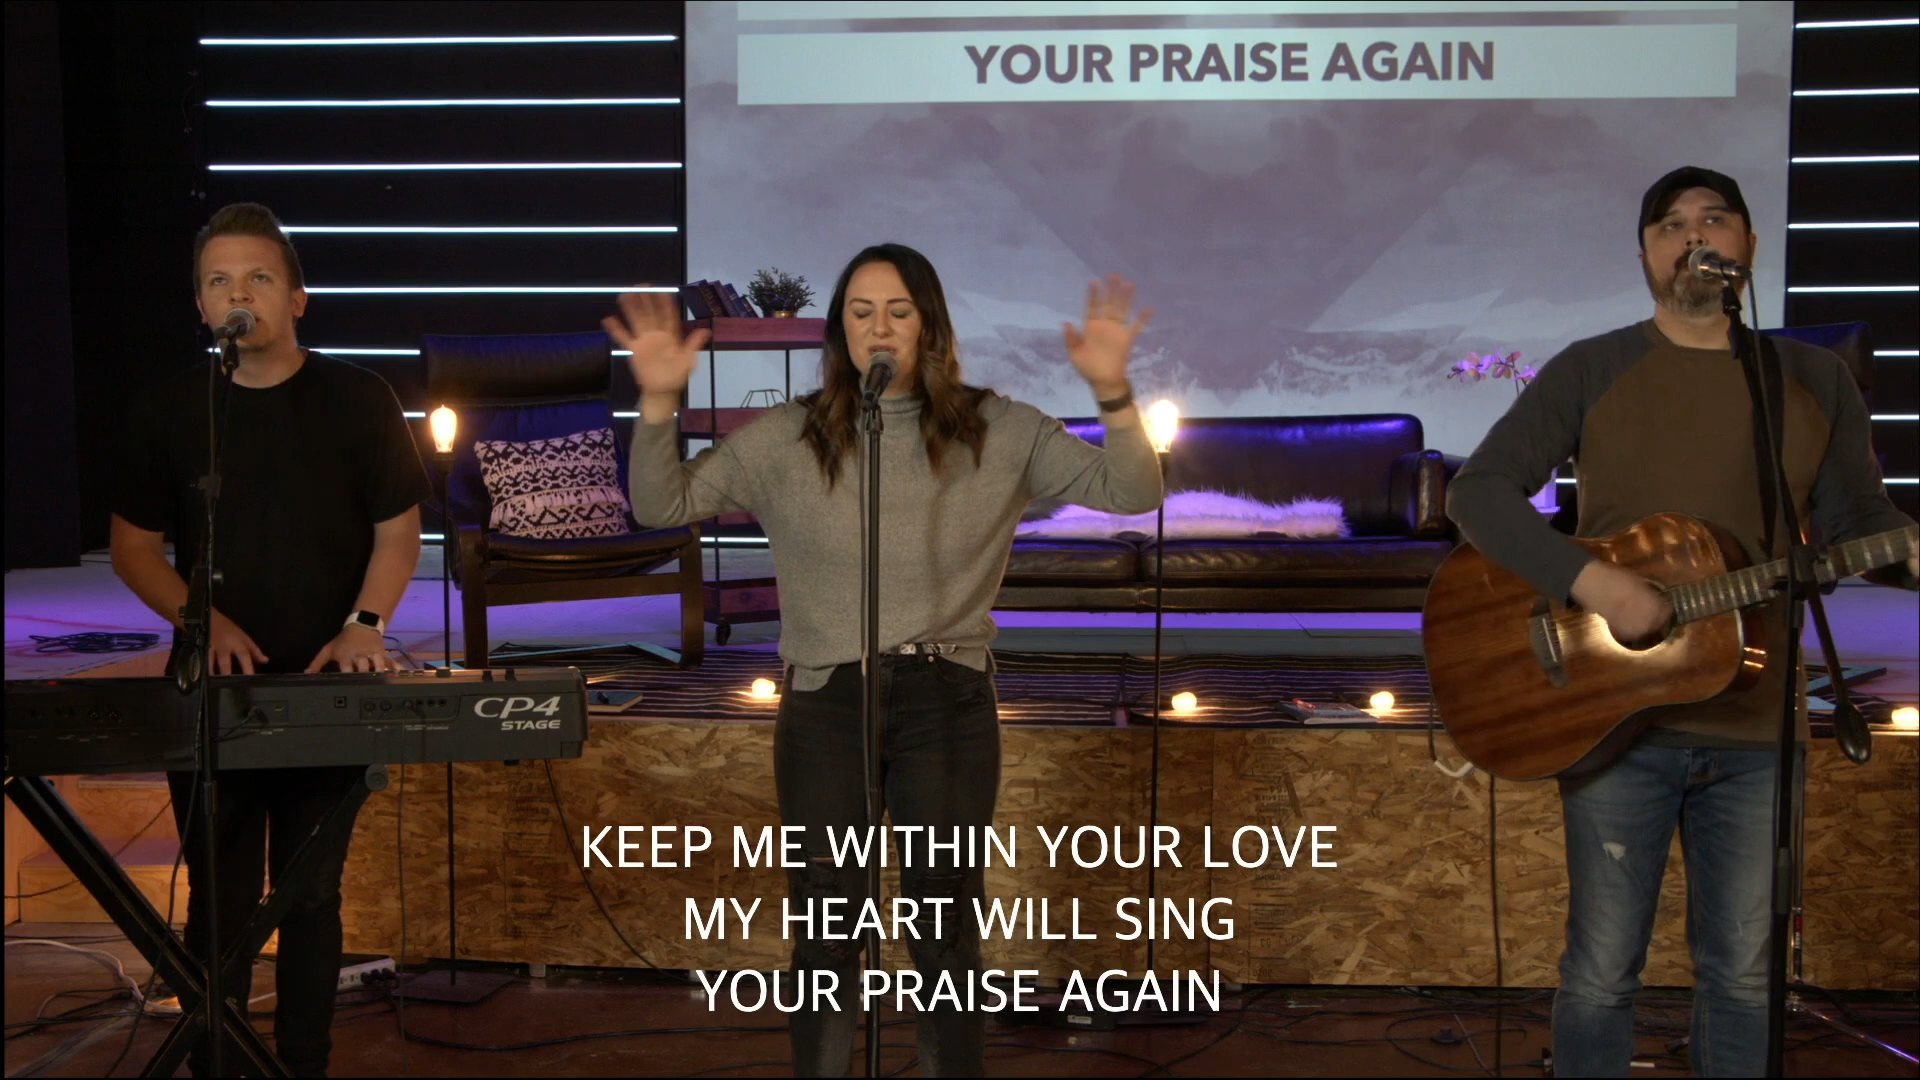 YOUR PRAISE AGAIN
CP4
STAGE
KEEP ME WITHIN YOUR LOVE
MY HEART WILL SING
YOUR PRAISE AGAIN